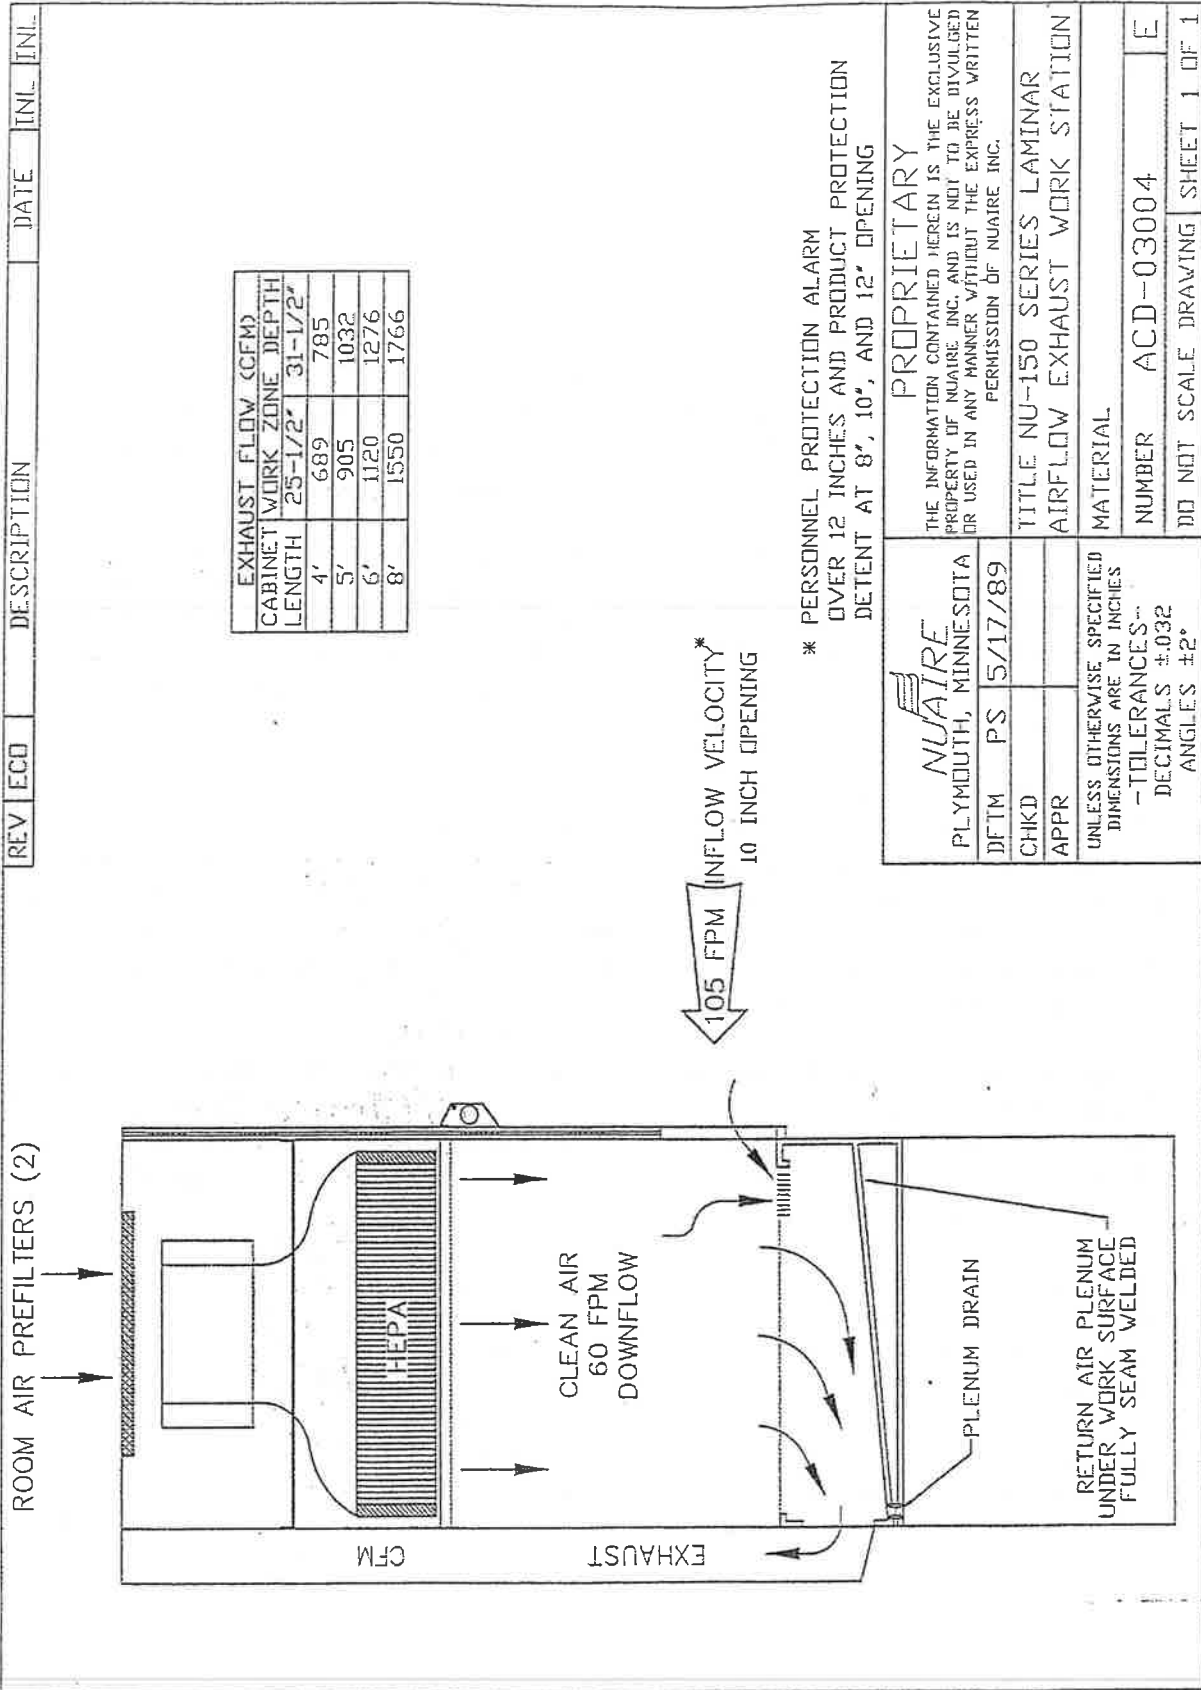 REV ECO DESCRIPTION DATE INL INL
ROOM AIR PREFILTERS (2)
HEPA
CLEAN AIR
60 FPM
DOWNFLOW
CFM
EXHAUST
PLENUM DRAIN
RETURN AIR PLENUM
UNDER WORK SURFACE
FULLY SEAM WELDED
105 FPM INFLOW VELOCITY*
10 INCH OPENING
EXHAUST FLOW (CFM)
CABINET WORK ZONE DEPTH
LENGTH 25-1/2" 31-1/2"
4' 689 785
5' 905 1032
6' 1120 1276
8' 1550 1766
* PERSONNEL PROTECTION ALARM
OVER 12 INCHES AND PRODUCT PROTECTION
DETENT AT 8", 10", AND 12" OPENING
NUAIRE
PLYMOUTH, MINNESOTA
DFTM PS 5/17/89
CHKD
APPR
UNLESS OTHERWISE SPECIFIED
DIMENSIONS ARE IN INCHES
-TOLERANCES-
DECIMALS ±.032
ANGLES ±2°
PROPRIETARY
THE INFORMATION CONTAINED HEREIN IS THE EXCLUSIVE
PROPERTY OF NUAIRE INC. AND IS NOT TO BE DIVULGED
OR USED IN ANY MANNER WITHOUT THE EXPRESS WRITTEN
PERMISSION OF NUAIRE INC.
TITLE NU-150 SERIES LAMINAR
AIRFLOW EXHAUST WORK STATION
MATERIAL
NUMBER ACD-03004 E
DO NOT SCALE DRAWING SHEET 1 OF 1